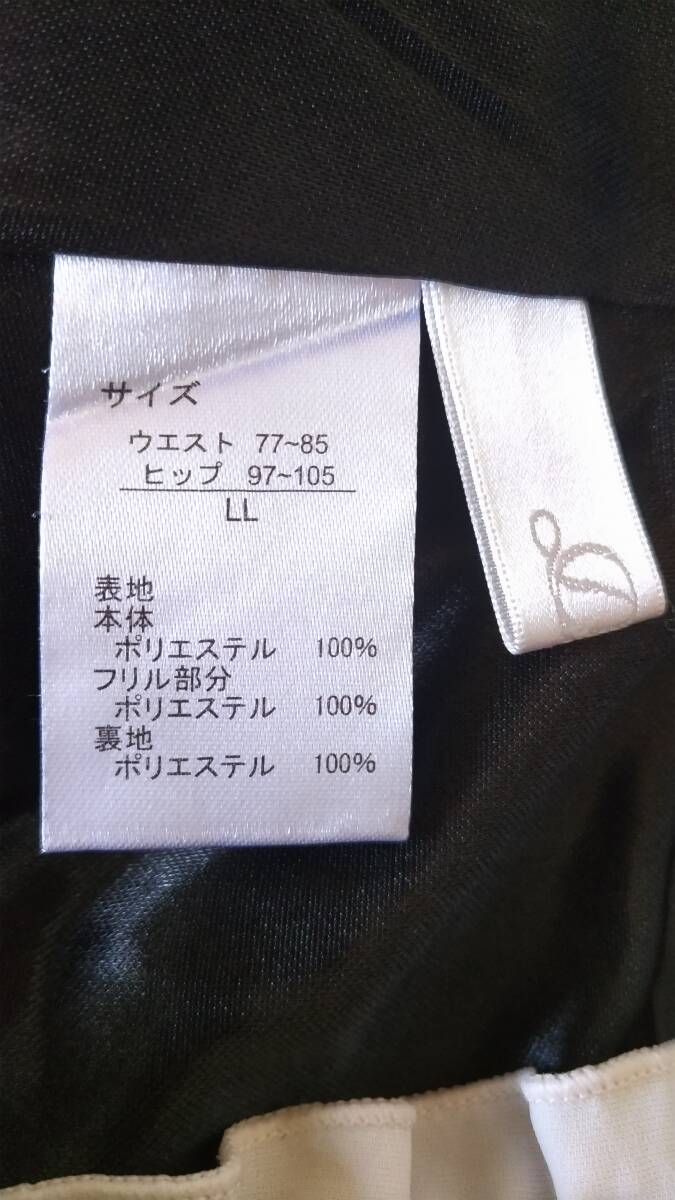 サイズ
ウエスト 77~85
ヒップ 97~105
LL
表地
本体
ポリエステル 100%
フリル部分
ポリエステル 100%
裏地
ポリエステル 100%